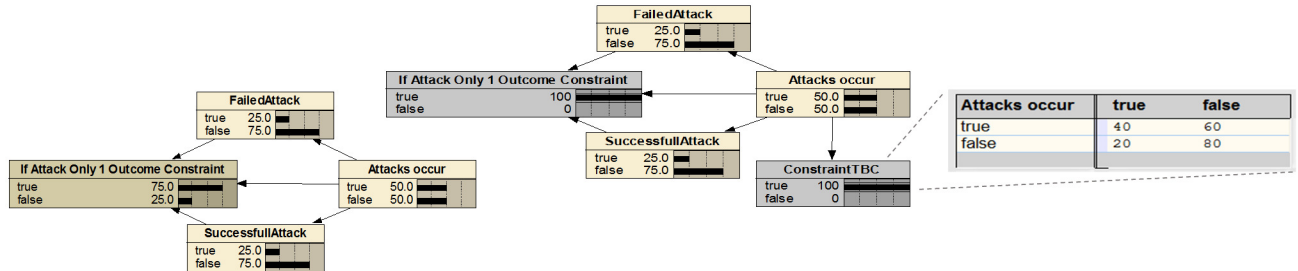 FailedAttack
true 25.0
false 75.0
If Attack Only 1 Outcome Constraint
true 75.0
false 25.0
Attacks occur
true 50.0
false 50.0
SuccessfullAttack
true 25.0
false 75.0
FailedAttack
true 25.0
false 75.0
If Attack Only 1 Outcome Constraint
true 100
false 0
Attacks occur
true 50.0
false 50.0
SuccessfullAttack
true 25.0
false 75.0
ConstraintTBC
true 100
false 0
Attacks occur true false
true 40 60
false 20 80